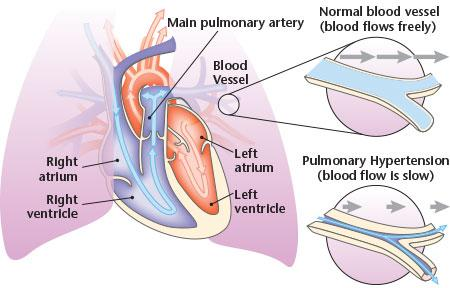 Main pulmonary artery
Normal blood vessel
(blood flows freely)
Blood
Vessel
Right
atrium
Left
atrium
Pulmonary Hypertension
(blood flow is slow)
Right
ventricle
Left
ventricle